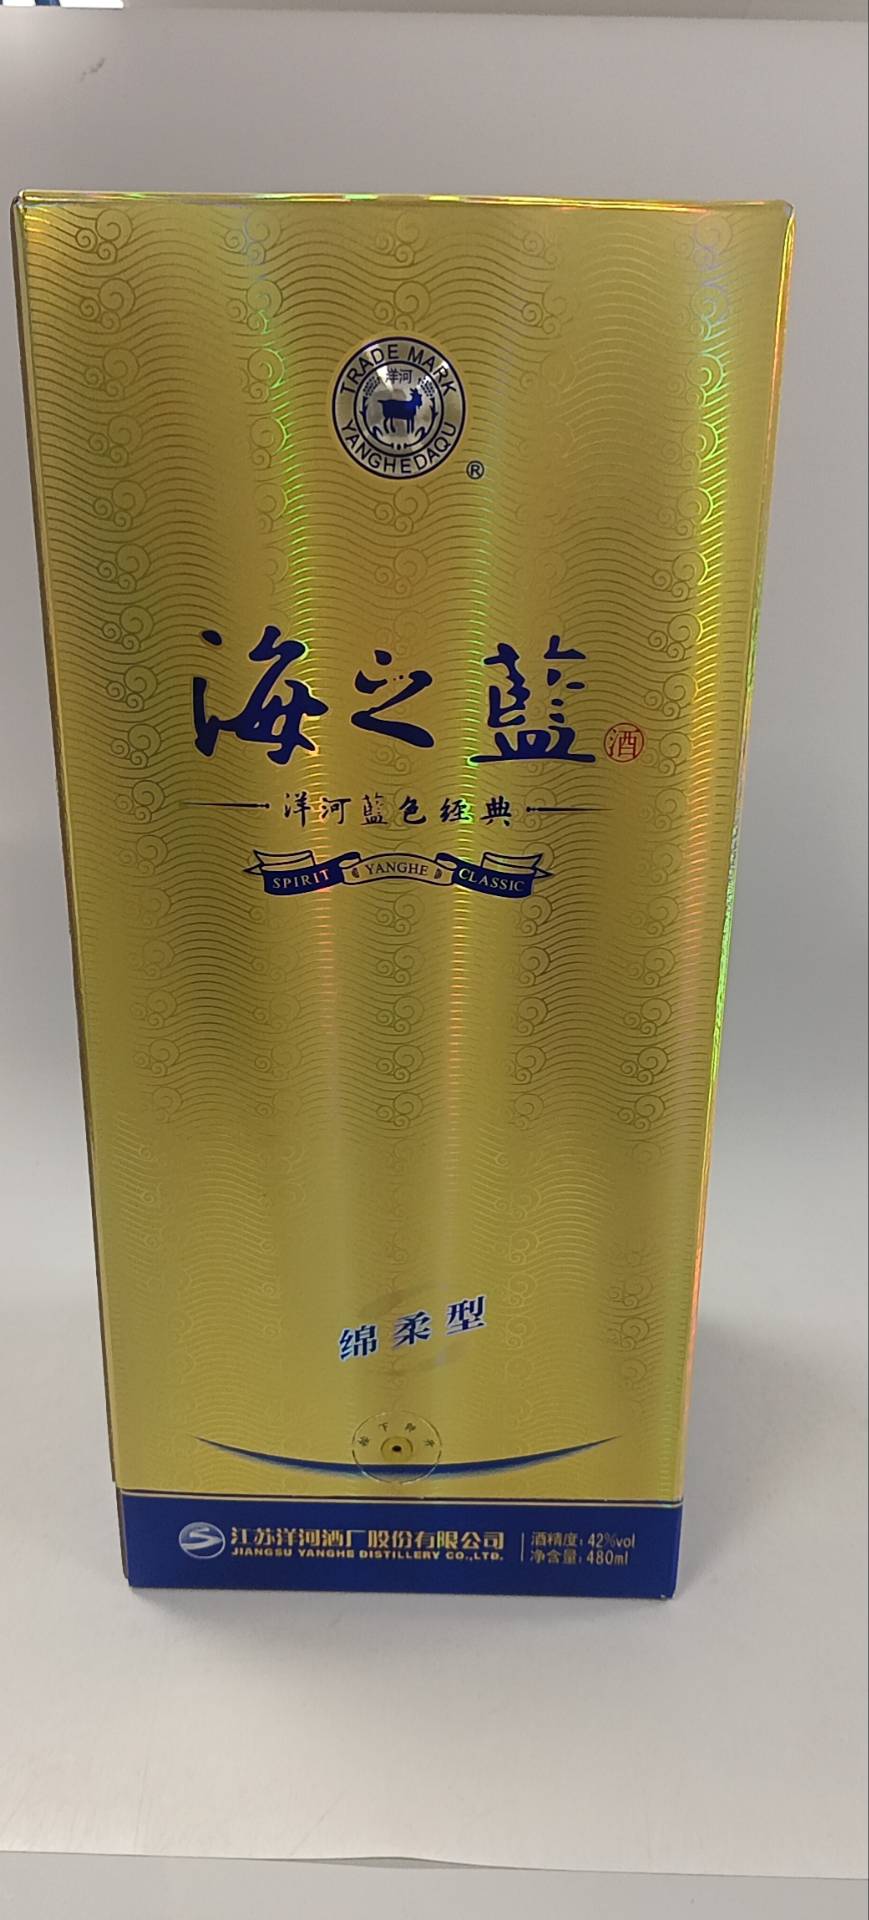 TRADE MARK
洋河
YANGHEDAQU
®
海之藍
酒
洋河藍色经典
SPIRIT YANGHE CLASSIC
绵柔型
江苏洋河酒厂股份有限公司
JIANGSU YANGHE DISTILLERY CO.,LTD.
酒精度:42%vol
净含量:480ml